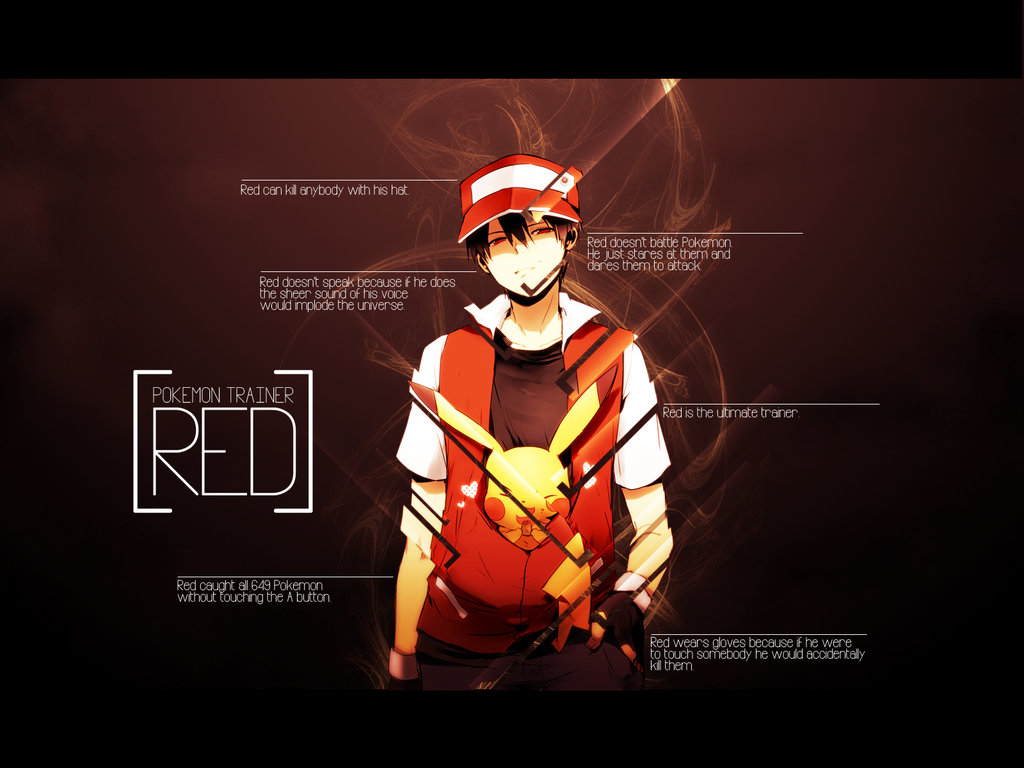 Red can kill anybody with his hat.
Red doesn't battle Pokemon.
He just stares at them and
dares them to attack.
Red doesn't speak because if he does
the sheer sound of his voice
would implode the universe.
POKEMON TRAINER
RED
Red is the ultimate trainer.
Red caught all 649 Pokemon
without touching the A button.
Red wears gloves because if he were
to touch somebody he would accidentally
kill them.